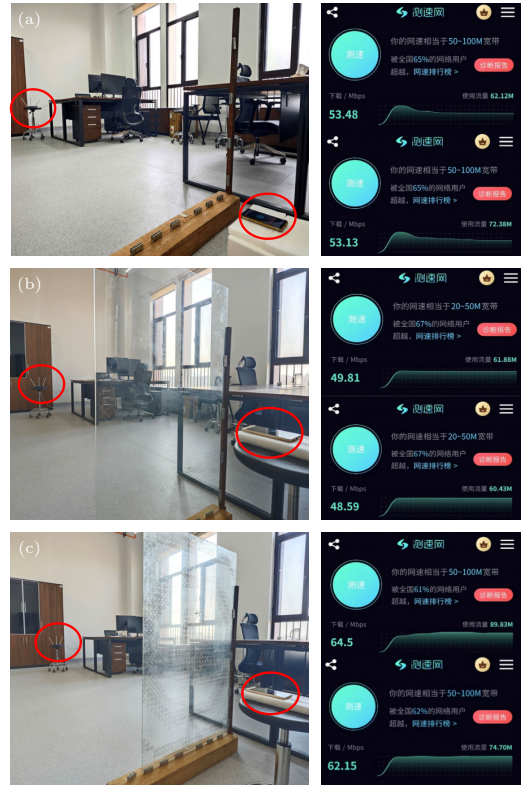 (a)
测速网
测速
你的网速相当于50~100M宽带
被全国65%的网络用户
超越，网速排行榜 >
诊断报告
下载 / Mbps
使用流量 62.12M
53.48
测速网
测速
你的网速相当于50~100M宽带
被全国65%的网络用户
超越，网速排行榜 >
诊断报告
下载 / Mbps
使用流量 72.38M
53.13
(b)
测速网
测速
你的网速相当于20~50M宽带
被全国67%的网络用户
超越，网速排行榜 >
诊断报告
下载 / Mbps
使用流量 61.88M
49.81
测速网
测速
你的网速相当于20~50M宽带
被全国67%的网络用户
超越，网速排行榜 >
诊断报告
下载 / Mbps
使用流量 60.43M
48.59
(c)
测速网
测速
你的网速相当于50~100M宽带
被全国61%的网络用户
超越，网速排行榜 >
诊断报告
下载 / Mbps
使用流量 89.83M
64.5
测速网
测速
你的网速相当于50~100M宽带
被全国62%的网络用户
超越，网速排行榜 >
诊断报告
下载 / Mbps
使用流量 74.70M
62.15